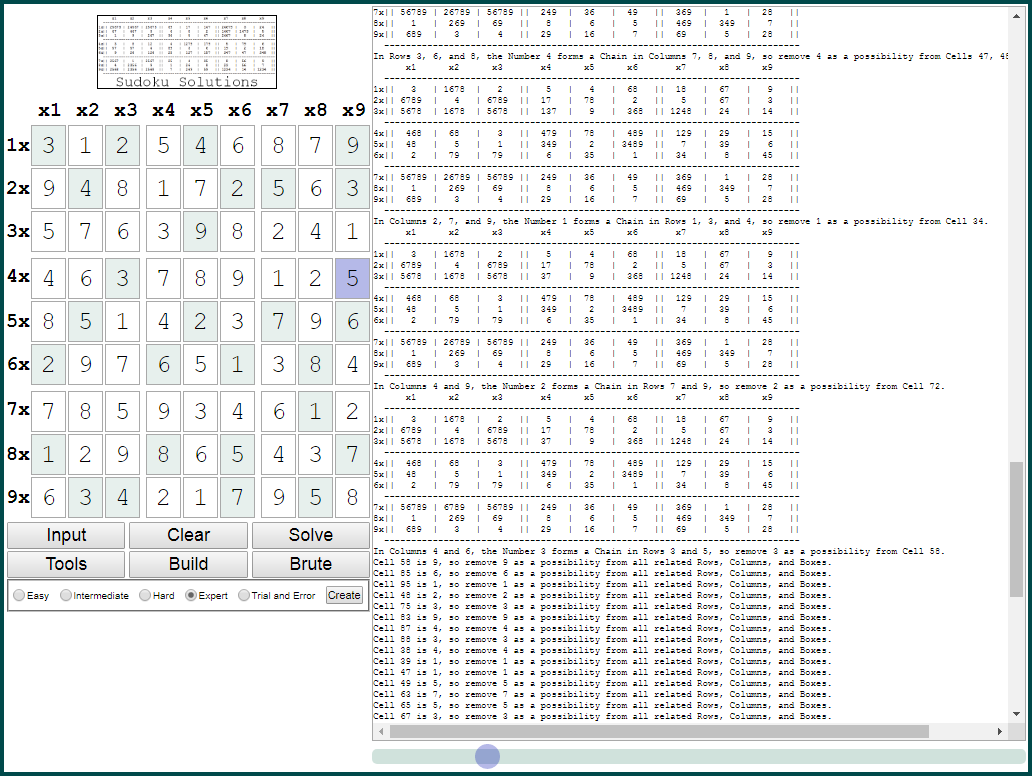 Sudoku Solutions
x1 x2 x3 x4 x5 x6 x7 x8 x9
1x 3 1 2 5 4 6 8 7 9
2x 9 4 8 1 7 2 5 6 3
3x 5 7 6 3 9 8 2 4 1
4x 4 6 3 7 8 9 1 2 5
5x 8 5 1 4 2 3 7 9 6
6x 2 9 7 6 5 1 3 8 4
7x 7 8 5 9 3 4 6 1 2
8x 1 2 9 8 6 5 4 3 7
9x 6 3 4 2 1 7 9 5 8
Input Clear Solve
Tools Build Brute
Easy Intermediate Hard Expert Trial and Error Create
7x|| 56789 | 26789 | 56789 || 249 | 36 | 49 || 369 | 1 | 28 ||
8x|| 1 | 269 | 69 || 8 | 6 | 5 || 469 | 349 | 7 ||
9x|| 689 | 3 | 4 || 29 | 16 | 7 || 69 | 5 | 28 ||
In Rows 3, 6, and 8, the Number 4 forms a Chain in Columns 7, 8, and 9, so remove 4 as a possibility from Cell 47, 48
x1 x2 x3 x4 x5 x6 x7 x8 x9
1x|| 3 | 1678 | 2 || 5 | 4 | 68 || 18 | 67 | 9 ||
2x|| 6789 | 4 | 6789 || 17 | 78 | 2 || 5 | 67 | 3 ||
3x|| 5678 | 1678 | 5678 || 137 | 9 | 368 || 1248 | 24 | 14 ||
4x|| 468 | 68 | 3 || 479 | 78 | 489 || 129 | 29 | 15 ||
5x|| 48 | 5 | 1 || 349 | 2 | 3489 || 7 | 39 | 6 ||
6x|| 2 | 79 | 79 || 6 | 35 | 1 || 34 | 8 | 45 ||
7x|| 56789 | 26789 | 56789 || 249 | 36 | 49 || 369 | 1 | 28 ||
8x|| 1 | 269 | 69 || 8 | 6 | 5 || 469 | 349 | 7 ||
9x|| 689 | 3 | 4 || 29 | 16 | 7 || 69 | 5 | 28 ||
In Columns 2, 7, and 9, the Number 1 forms a Chain in Rows 1, 3, and 4, so remove 1 as a possibility from Cell 34.
x1 x2 x3 x4 x5 x6 x7 x8 x9
1x|| 3 | 1678 | 2 || 5 | 4 | 68 || 18 | 67 | 9 ||
2x|| 6789 | 4 | 6789 || 17 | 78 | 2 || 5 | 67 | 3 ||
3x|| 5678 | 1678 | 5678 || 37 | 9 | 368 || 1248 | 24 | 14 ||
4x|| 468 | 68 | 3 || 479 | 78 | 489 || 129 | 29 | 15 ||
5x|| 48 | 5 | 1 || 349 | 2 | 3489 || 7 | 39 | 6 ||
6x|| 2 | 79 | 79 || 6 | 35 | 1 || 34 | 8 | 45 ||
7x|| 56789 | 26789 | 56789 || 249 | 36 | 49 || 369 | 1 | 28 ||
8x|| 1 | 269 | 69 || 8 | 6 | 5 || 469 | 349 | 7 ||
9x|| 689 | 3 | 4 || 29 | 16 | 7 || 69 | 5 | 28 ||
In Columns 4 and 9, the Number 2 forms a Chain in Rows 7 and 9, so remove 2 as a possibility from Cell 72.
x1 x2 x3 x4 x5 x6 x7 x8 x9
1x|| 3 | 1678 | 2 || 5 | 4 | 68 || 18 | 67 | 9 ||
2x|| 6789 | 4 | 6789 || 17 | 78 | 2 || 5 | 67 | 3 ||
3x|| 5678 | 1678 | 5678 || 37 | 9 | 368 || 1248 | 24 | 14 ||
4x|| 468 | 68 | 3 || 479 | 78 | 489 || 129 | 29 | 15 ||
5x|| 48 | 5 | 1 || 349 | 2 | 3489 || 7 | 39 | 6 ||
6x|| 2 | 79 | 79 || 6 | 35 | 1 || 34 | 8 | 45 ||
7x|| 56789 | 6789 | 56789 || 249 | 36 | 49 || 369 | 1 | 28 ||
8x|| 1 | 269 | 69 || 8 | 6 | 5 || 469 | 349 | 7 ||
9x|| 689 | 3 | 4 || 29 | 16 | 7 || 69 | 5 | 28 ||
In Columns 4 and 6, the Number 3 forms a Chain in Rows 3 and 5, so remove 3 as a possibility from Cell 58.
Cell 58 is 9, so remove 9 as a possibility from all related Rows, Columns, and Boxes.
Cell 85 is 6, so remove 6 as a possibility from all related Rows, Columns, and Boxes.
Cell 95 is 1, so remove 1 as a possibility from all related Rows, Columns, and Boxes.
Cell 48 is 2, so remove 2 as a possibility from all related Rows, Columns, and Boxes.
Cell 75 is 3, so remove 3 as a possibility from all related Rows, Columns, and Boxes.
Cell 83 is 9, so remove 9 as a possibility from all related Rows, Columns, and Boxes.
Cell 87 is 4, so remove 4 as a possibility from all related Rows, Columns, and Boxes.
Cell 88 is 3, so remove 3 as a possibility from all related Rows, Columns, and Boxes.
Cell 38 is 4, so remove 4 as a possibility from all related Rows, Columns, and Boxes.
Cell 39 is 1, so remove 1 as a possibility from all related Rows, Columns, and Boxes.
Cell 47 is 1, so remove 1 as a possibility from all related Rows, Columns, and Boxes.
Cell 49 is 5, so remove 5 as a possibility from all related Rows, Columns, and Boxes.
Cell 63 is 7, so remove 7 as a possibility from all related Rows, Columns, and Boxes.
Cell 65 is 5, so remove 5 as a possibility from all related Rows, Columns, and Boxes.
Cell 67 is 3, so remove 3 as a possibility from all related Rows, Columns, and Boxes.